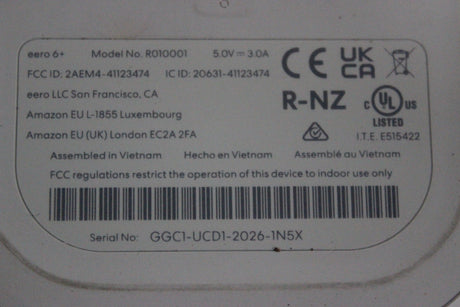 eero 6+ Model No. R010001 5.0V⎓3.0A
FCC ID: 2AEM4-41123474 IC ID: 20631-41123474
eero LLC San Francisco, CA
Amazon EU L-1855 Luxembourg
Amazon EU (UK) London EC2A 2FA
CE UK CA
R-NZ
C UL US
LISTED
I.T.E. E515422
Assembled in Vietnam Hecho en Vietnam Assemblé au Vietnam
FCC regulations restrict the operation of this device to indoor use only
Serial No: GGC1-UCD1-2026-1N5X